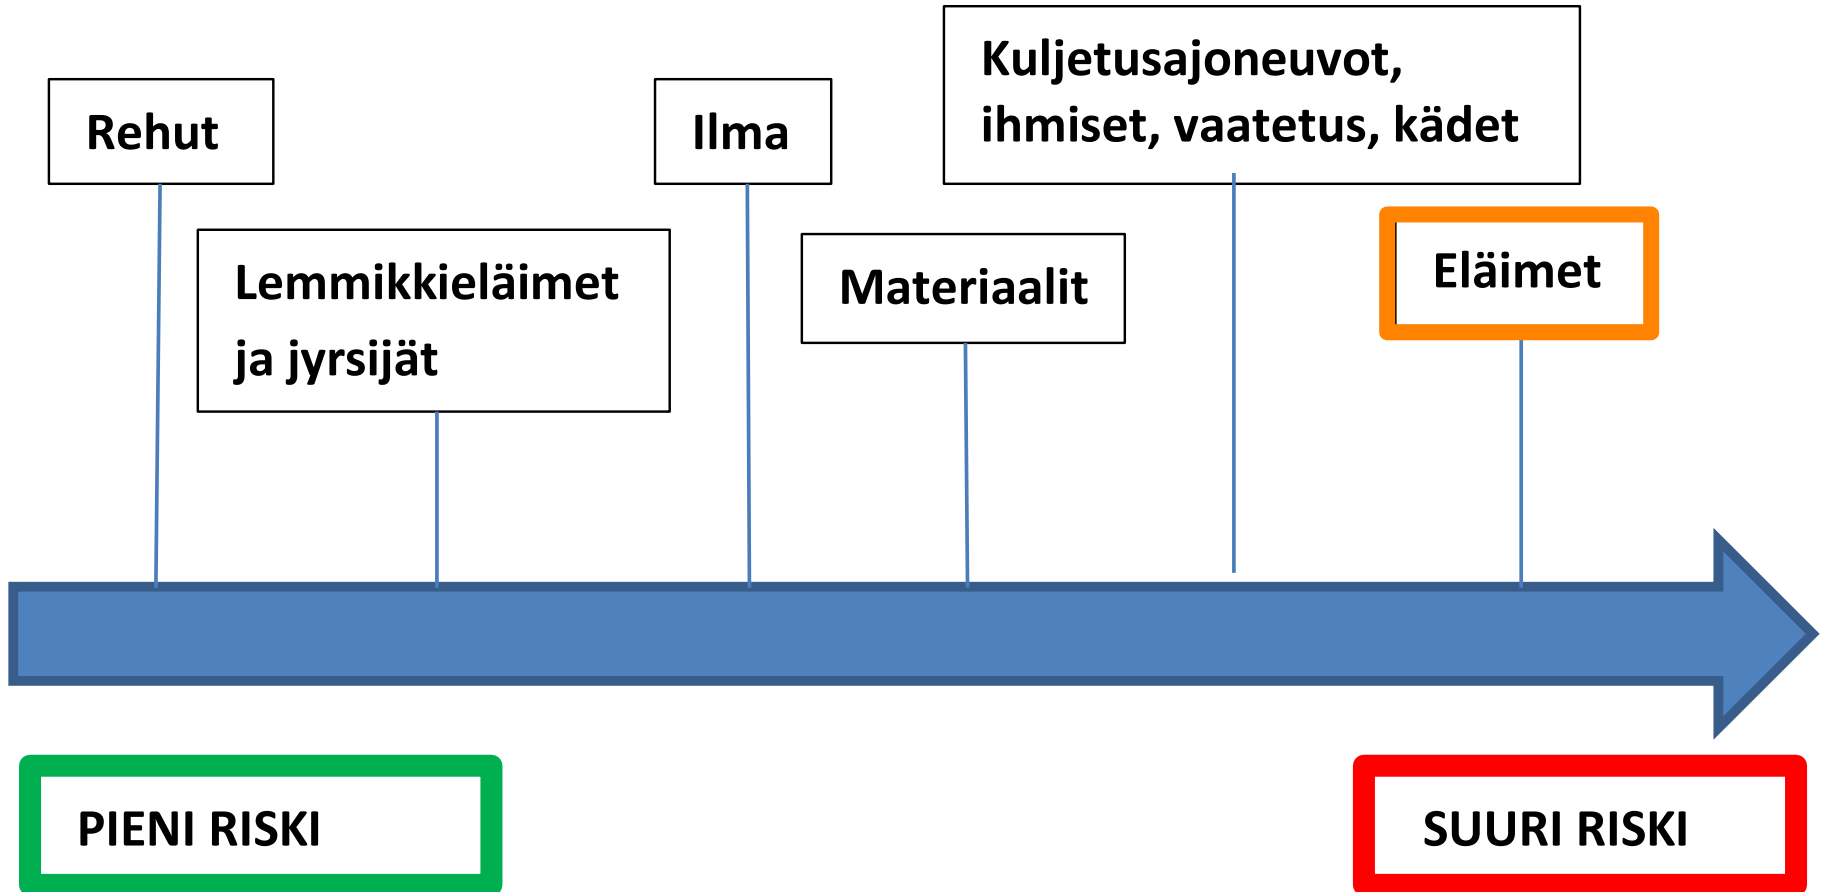 Rehut
Lemmikkieläimet
ja jyrsijät
Ilma
Materiaalit
Kuljetusajoneuvot,
ihmiset, vaatetus, kädet
Eläimet
PIENI RISKI
SUURI RISKI